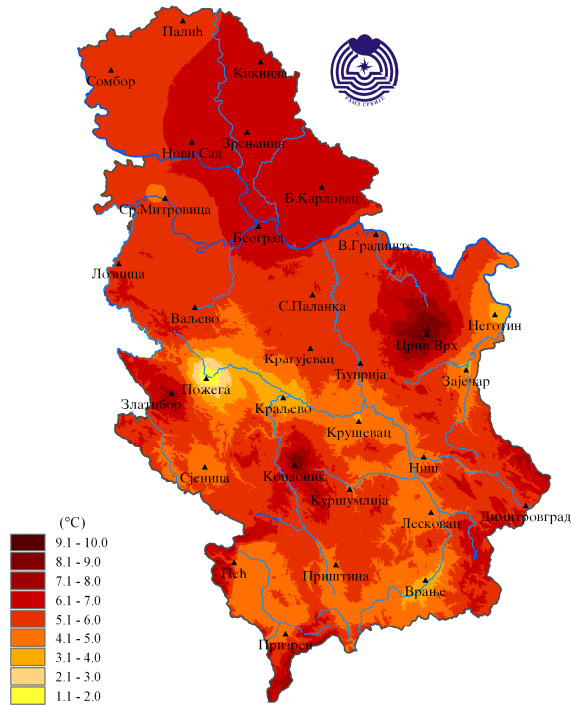 Палић
Сомбор
Кикинда
РХМЗ СРБИЈЕ
Нови Сад
Зрењанин
Б.Карловац
Ср.Митровица
Београд
В.Градиште
Лозница
С.Паланка
Ваљево
Неготин
Црни Врх
Крагујевац
Ћуприја
Зајечар
Пожега
Златибор
Краљево
Крушевац
Ниш
Копаоник
Сјеница
Куршумлија
Лесковац
Димитровград
(°C)
9.1 - 10.0
8.1 - 9.0
7.1 - 8.0
6.1 - 7.0
5.1 - 6.0
4.1 - 5.0
3.1 - 4.0
2.1 - 3.0
1.1 - 2.0
Пећ
Приштина
Врање
Призрен